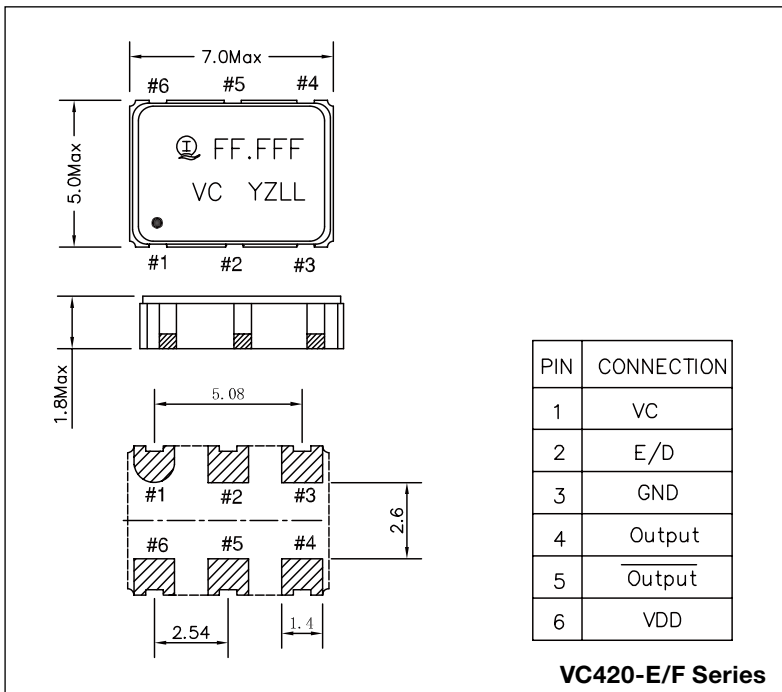 7.0Max
#6 #5 #4
5.0Max
I FF.FFF
VC YZLL
#1 #2 #3
1.8Max
5.08
#1 #2 #3
2.6
#6 #5 #4
2.54
1.4
PIN CONNECTION
1 VC
2 E/D
3 GND
4 Output
5 Output
6 VDD
VC420-E/F Series